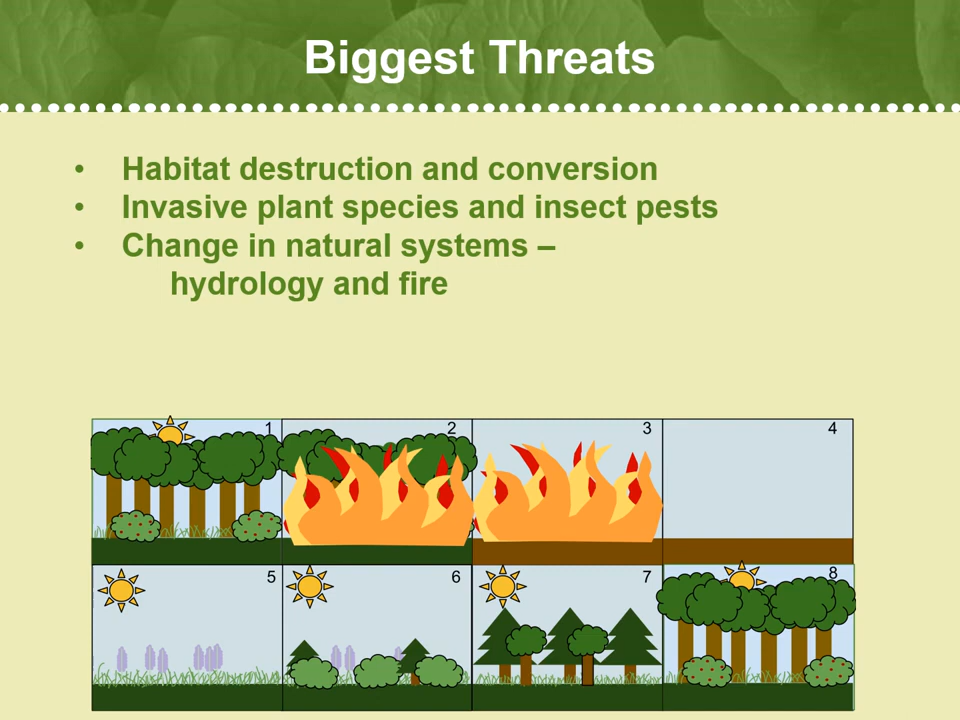 Biggest Threats
• Habitat destruction and conversion
• Invasive plant species and insect pests
• Change in natural systems –
hydrology and fire
1 2 3 4
5 6 7 8